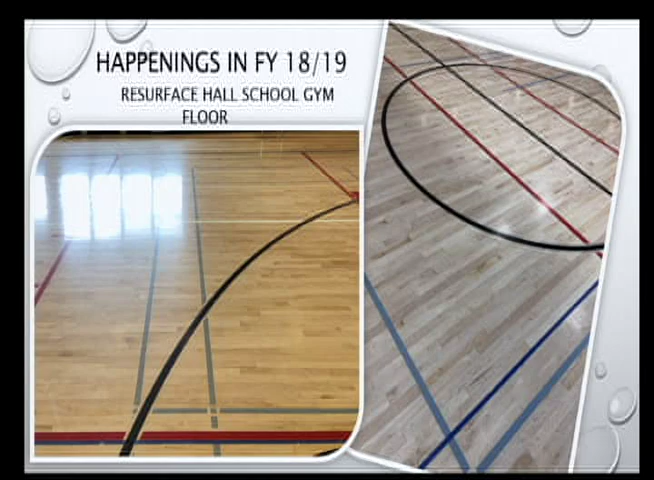 HAPPENINGS IN FY 18/19
RESURFACE HALL SCHOOL GYM
FLOOR